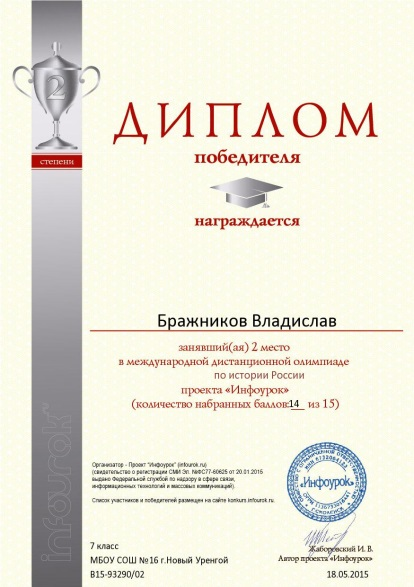 2
степени
ДИПЛОМ
победителя
награждается
Бражников Владислав
занявший(ая) 2 место
в международной дистанционной олимпиаде
по истории России
проекта «Инфоурок»
(количество набранных баллов:14 из 15)
infourok™
Организатор - Проект "Инфоурок" (infourok.ru)
(свидетельство о регистрации СМИ Эл. №ФС77-60625 от 20.01.2015
выдано Федеральной службой по надзору в сфере связи,
информационных технологий и массовых коммуникаций).
Список участников и победителей размещен на сайте konkurs.infourok.ru.
«Инфоурок»
7 класс
МБОУ СОШ №16 г.Новый Уренгой
В15-93290/02
Жаборовский И. В.
Автор проекта «Инфоурок»
18.05.2015